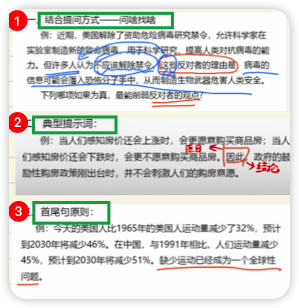 1
结合提问方式——问啥找啥
例：近期，美国解除了资助危险病毒研究禁令，允许科学家在
实验室制造新的致命病毒，用于科学研究，提高人类对抗病毒的能
力。但许多人认为不应该解除禁令，这些反对者的理由是：病毒的
信息可能会落入恐怖分子手中，从而制造生物武器危害人类安全。
下列哪项如果为真，最能削弱反对者的观点？
2
典型提示词：
例：当人们感知房价还会上涨时，会更愿意购买商品房；当人
们感知房价还会下跌时，会更不愿意购买商品房。因此，政府的鼓
励性购房政策刚出台时，并不会刺激人们的购房意愿。
结论
3
首尾句原则：
例：今天的美国人比1965年的美国人运动量减少了32%，预计
到2030年将减少46%。在中国，与1991年相比，人们运动量减少
45%，预计到2030年将减少51%。缺少运动已经成为一个全球性
问题。